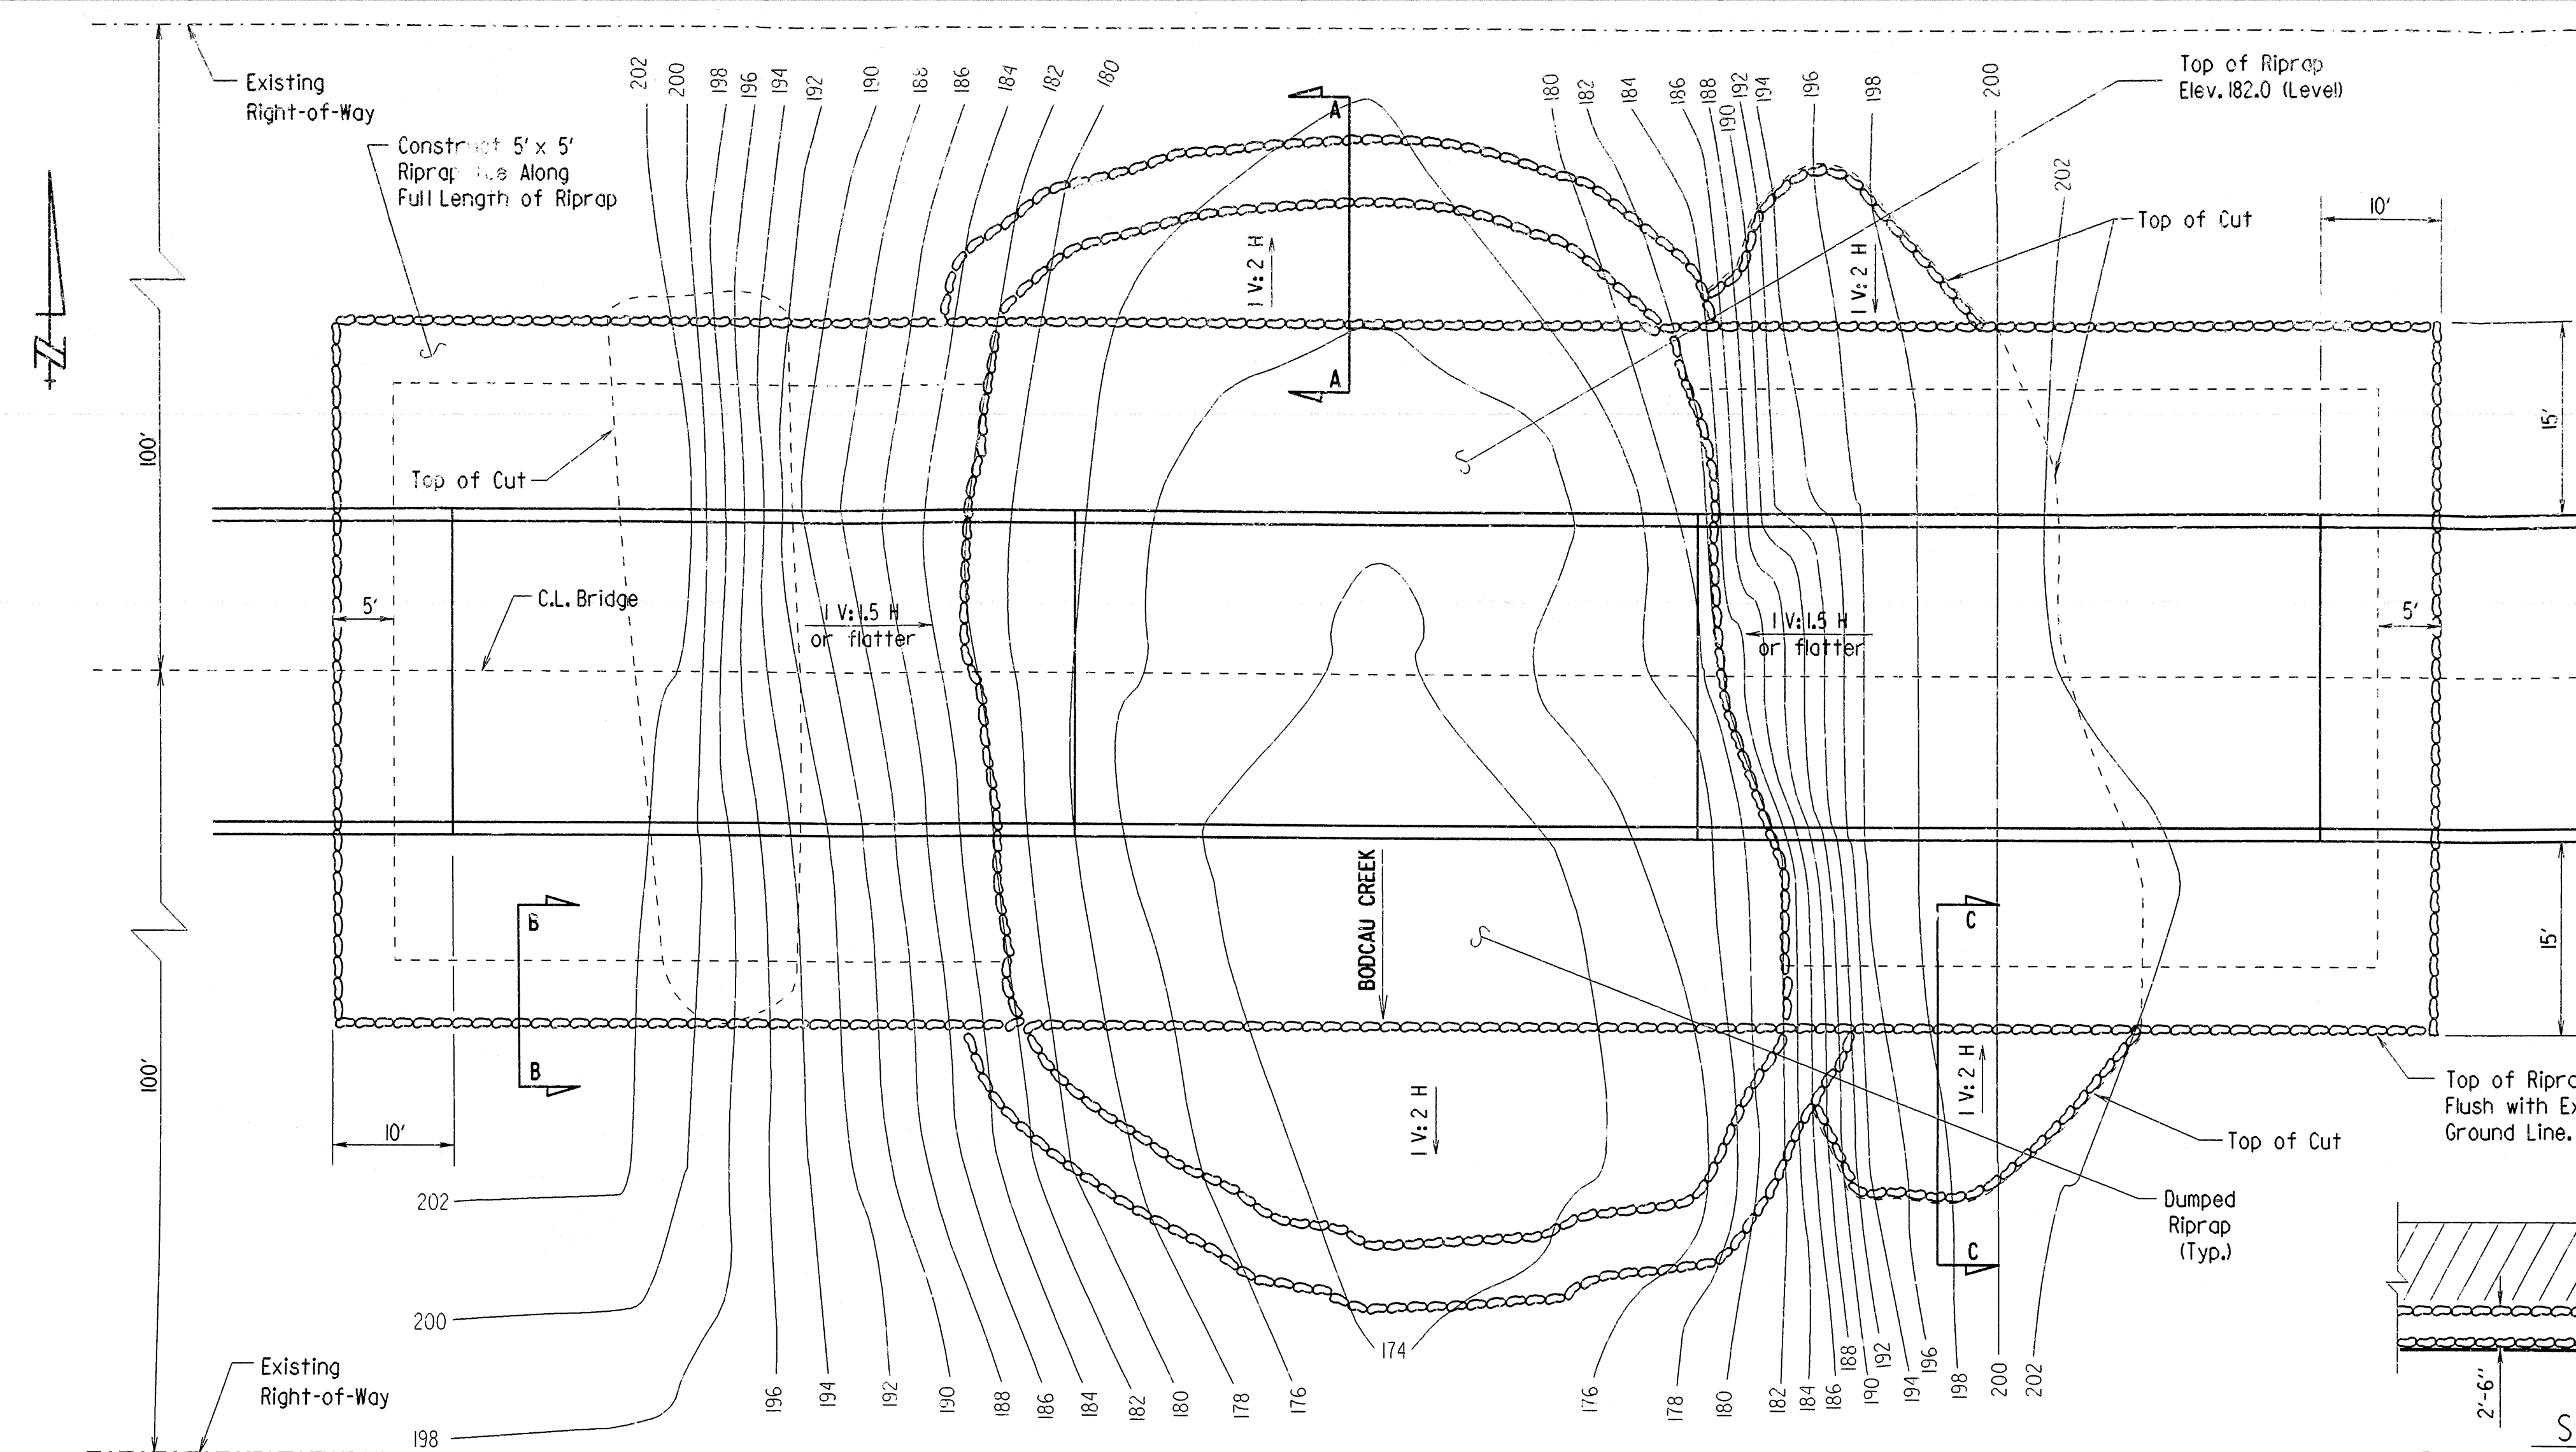 Existing
Right-of-Way
Construct 5' x 5'
Riprap Toe Along
Full Length of Riprap
202
200
198
196
194
192
190
188
186
184
182
180
A
180
182
184
186
188
190
192
194
196
198
200
202
Top of Riprap
Elev. 182.0 (Level)
Top of Cut
10'
1 V: 2 H
1 V: 2 H
N
A
100'
15'
Top of Cut
C.L. Bridge
5'
1 V: 1.5 H
or flatter
1 V: 1.5 H
or flatter
5'
BODCAU CREEK
B
C
15'
B
10'
1 V: 2 H
1 V: 2 H
100'
Top of
Flush with
Ground Line.
Top of Cut
202
Dumped
Riprap
(Typ.)
C
200
174
Existing
Right-of-Way
198
196
194
192
190
188
186
184
182
180
178
176
176
178
180
182
184
186
188
190
192
194
196
198
200
202
2'-6"